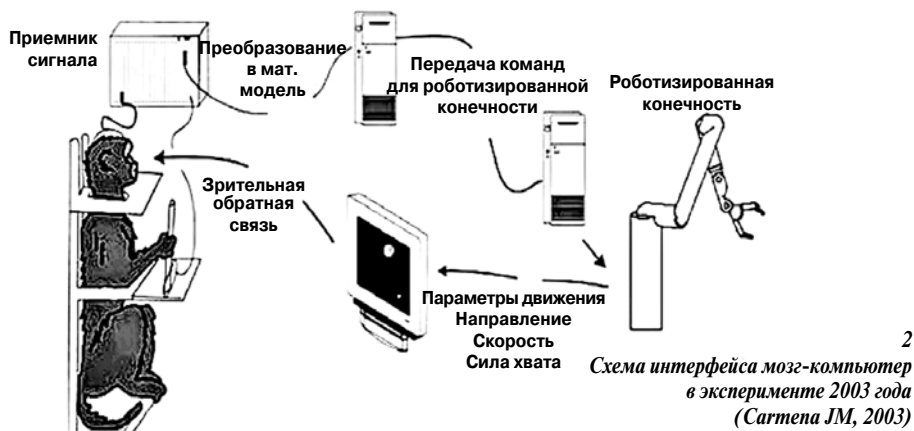 Приемник
сигнала
Преобразование
в мат.
модель
Передача команд
для роботизированной
конечности
Роботизированная
конечность
Зрительная
обратная
связь
Параметры движения
Направление
Скорость
Сила хвата
2
Схема интерфейса мозг-компьютер
в эксперименте 2003 года
(Carmena JM, 2003)